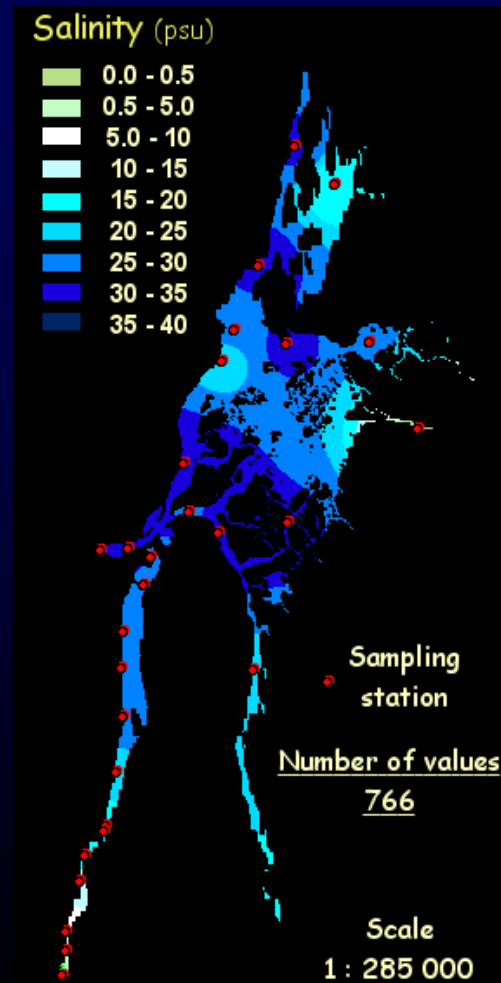 Salinity (psu)
0.0 - 0.5
0.5 - 5.0
5.0 - 10
10 - 15
15 - 20
20 - 25
25 - 30
30 - 35
35 - 40
Sampling
station
Number of values
766
Scale
1 : 285 000